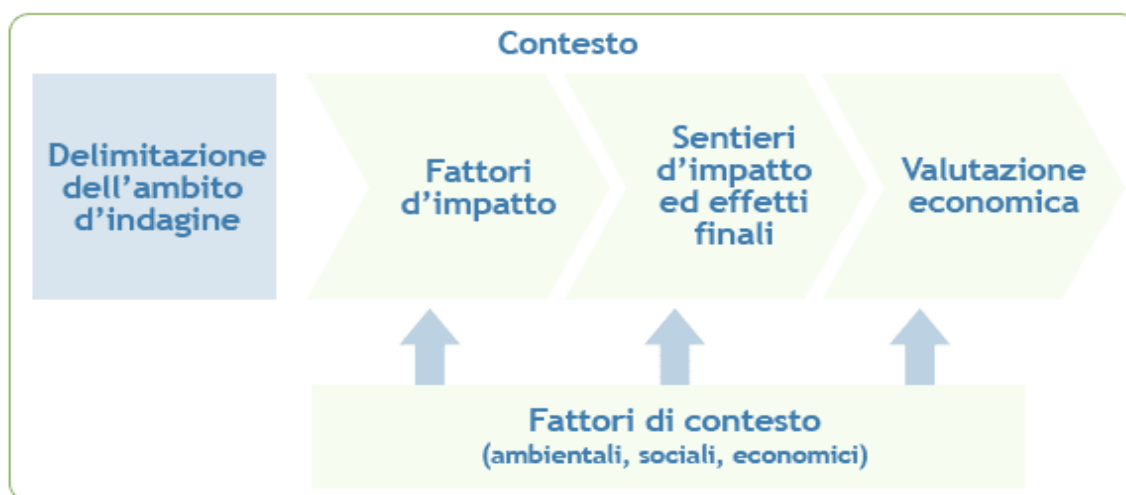 Contesto
Delimitazione
dell'ambito
d'indagine
Fattori
d'impatto
Sentieri
d'impatto
ed effetti
finali
Valutazione
economica
Fattori di contesto
(ambientali, sociali, economici)